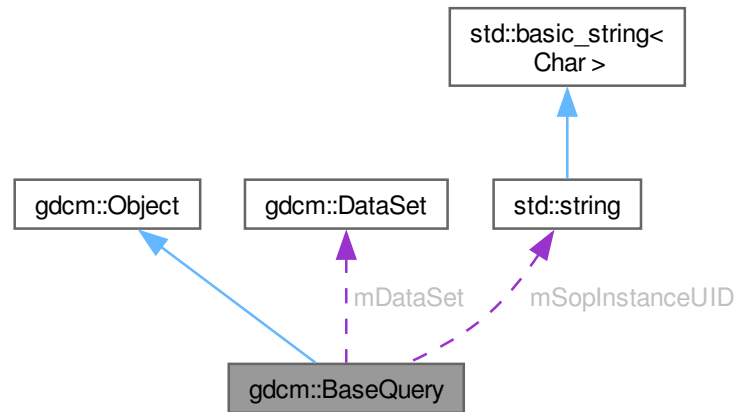 std::basic_string<
Char >
gdcm::Object
gdcm::DataSet
std::string
mDataSet
mSopInstanceUID
gdcm::BaseQuery